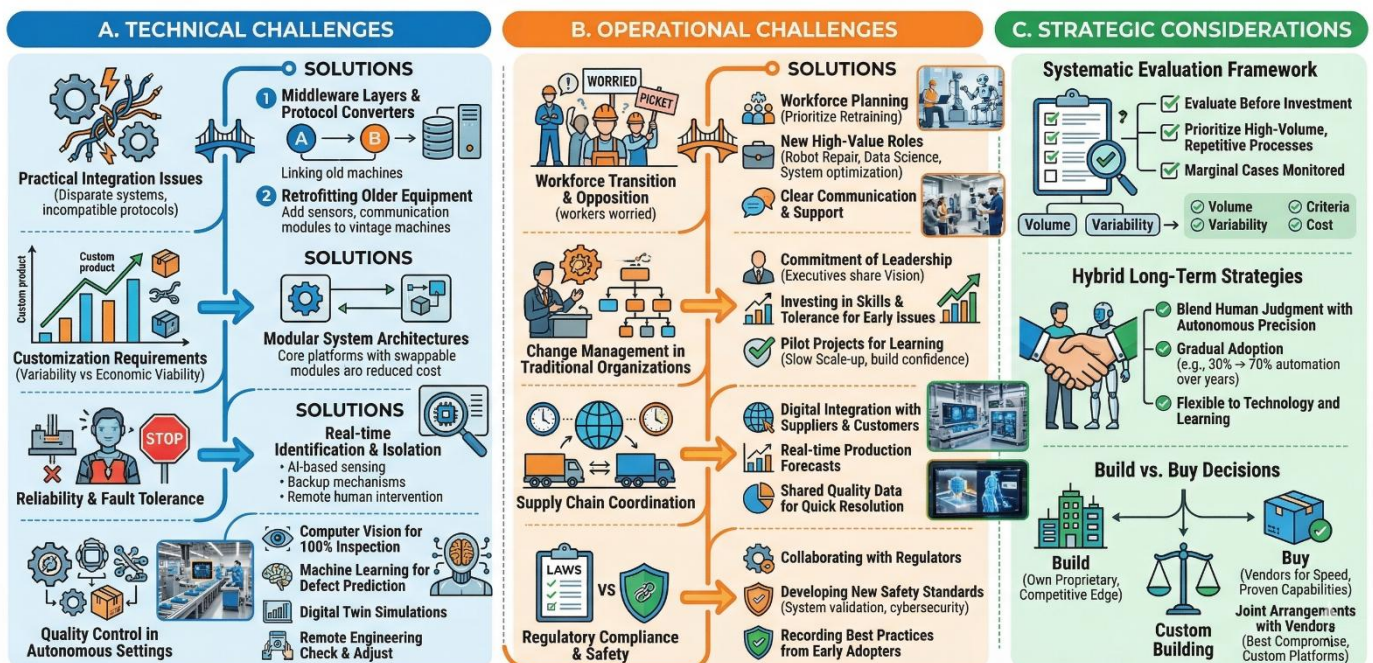 A. TECHNICAL CHALLENGES
Practical Integration Issues
(Disparate systems,
incompatible protocols)
SOLUTIONS
1 Middleware Layers &
Protocol Converters
A
B
Linking old machines
2 Retrofitting Older Equipment
Add sensors, communication
modules to vintage machines
Custom product
Custom
product
Customization Requirements
(Variability vs Economic Viability)
SOLUTIONS
Modular System Architectures
Core platforms with swappable
modules aro reduced cost
STOP
Reliability & Fault Tolerance
SOLUTIONS
Real-time
Identification & Isolation
• AI-based sensing
• Backup mechanisms
• Remote human intervention
Quality Control in
Autonomous Settings
Computer Vision for
100% Inspection
Machine Learning for
Defect Prediction
Digital Twin Simulations
Remote Engineering
Check & Adjust
B. OPERATIONAL CHALLENGES
WORRIED
PICKET
Workforce Transition
& Opposition
(workers worried)
SOLUTIONS
Workforce Planning
(Prioritize Retraining)
New High-Value Roles
(Robot Repair, Data Science,
System optimization)
Clear Communication
& Support
Change Management in
Traditional Organizations
Commitment of Leadership
(Executives share Vision)
Investing in Skills &
Tolerance for Early Issues
Pilot Projects for Learning
(Slow Scale-up, build confidence)
Supply Chain Coordination
Digital Integration with
Suppliers & Customers
Real-time Production
Forecasts
Shared Quality Data
for Quick Resolution
LAWS
VS
Regulatory Compliance
& Safety
Collaborating with Regulators
Developing New Safety Standards
(System validation, cybersecurity)
Recording Best Practices
from Early Adopters
C. STRATEGIC CONSIDERATIONS
Systematic Evaluation Framework
?
Evaluate Before Investment
Prioritize High-Volume,
Repetitive Processes
Marginal Cases Monitored
Volume
Variability
Volume
Criteria
Variability
Cost
Hybrid Long-Term Strategies
Blend Human Judgment with
Autonomous Precision
Gradual Adoption
(e.g., 30% → 70% automation
over years)
Flexible to Technology and
Learning
Build vs. Buy Decisions
Build
(Own Proprietary,
Competitive Edge)
Custom
Building
Buy
(Vendors for Speed,
Proven Capabilities)
Joint Arrangements
with Vendors
(Best Compromise,
Custom Platforms)